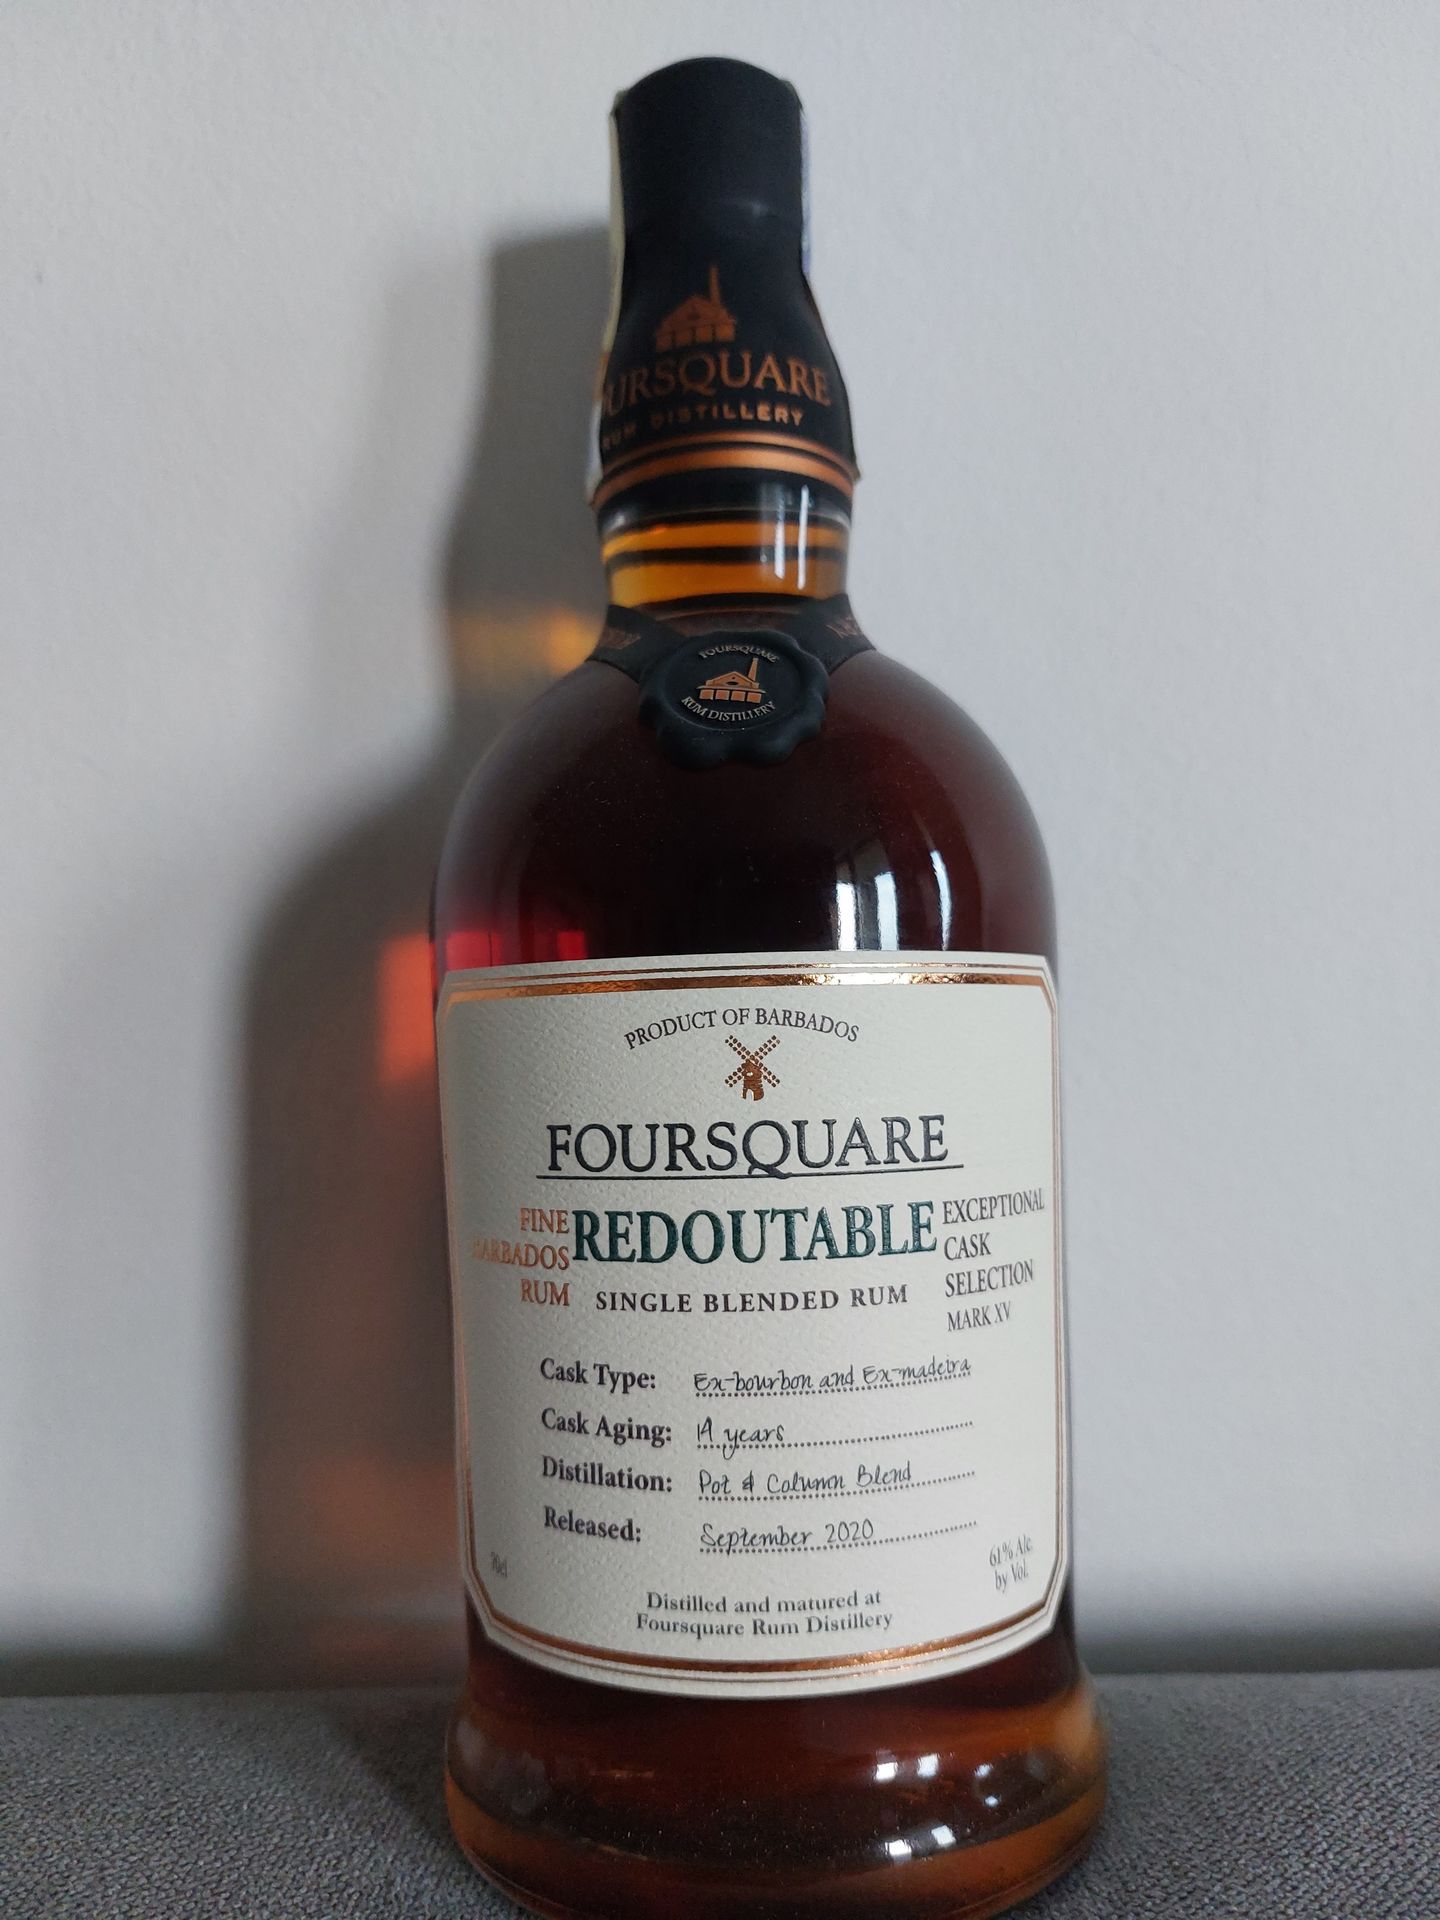 FOURSQUARE
RUM DISTILLERY
FOURSQUARE
RUM DISTILLERY
PRODUCT OF BARBADOS
FOURSQUARE
FINE
BARBADOS
RUM
REDOUTABLE
SINGLE BLENDED RUM
EXCEPTIONAL
CASK
SELECTION
MARK XV
Cask Type: Ex-bourbon and Ex-madeira
Cask Aging: 14 years
Distillation: Pot & Column Blend
Released: September 2020
70cl
61% Alc.
by Vol.
Distilled and matured at
Foursquare Rum Distillery